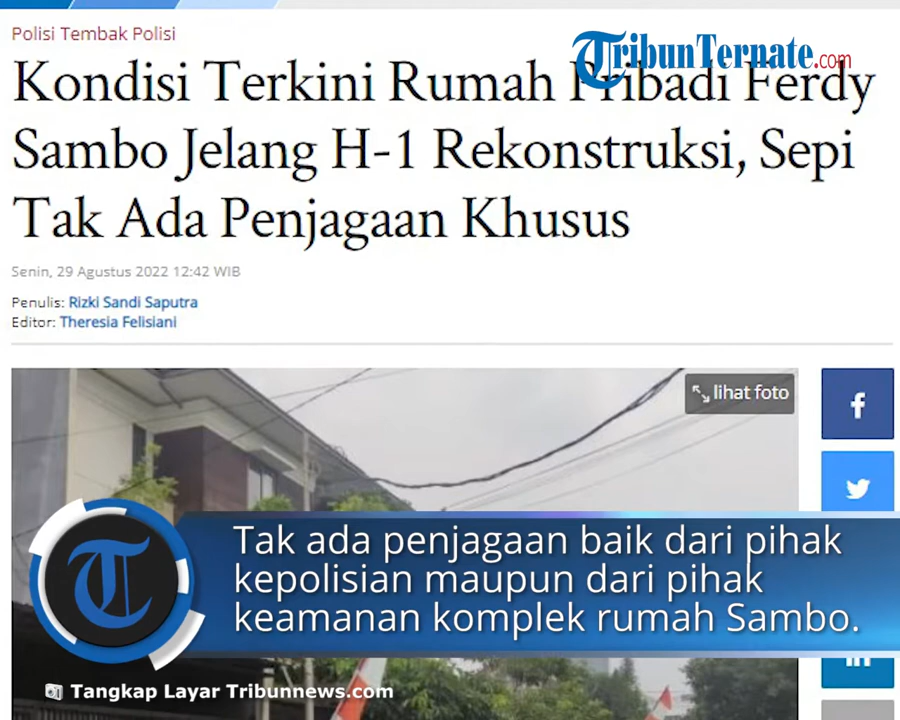 Polisi Tembak Polisi
TribunTernate.com
Kondisi Terkini Rumah Pribadi Ferdy
Sambo Jelang H-1 Rekonstruksi, Sepi
Tak Ada Penjagaan Khusus
Senin, 29 Agustus 2022 12:42 WIB
Penulis: Rizki Sandi Saputra
Editor: Theresia Felisiani
lihat foto
f
Tak ada penjagaan baik dari pihak
kepolisian maupun dari pihak
keamanan komplek rumah Sambo.
T
in
Tangkap Layar Tribunnews.com